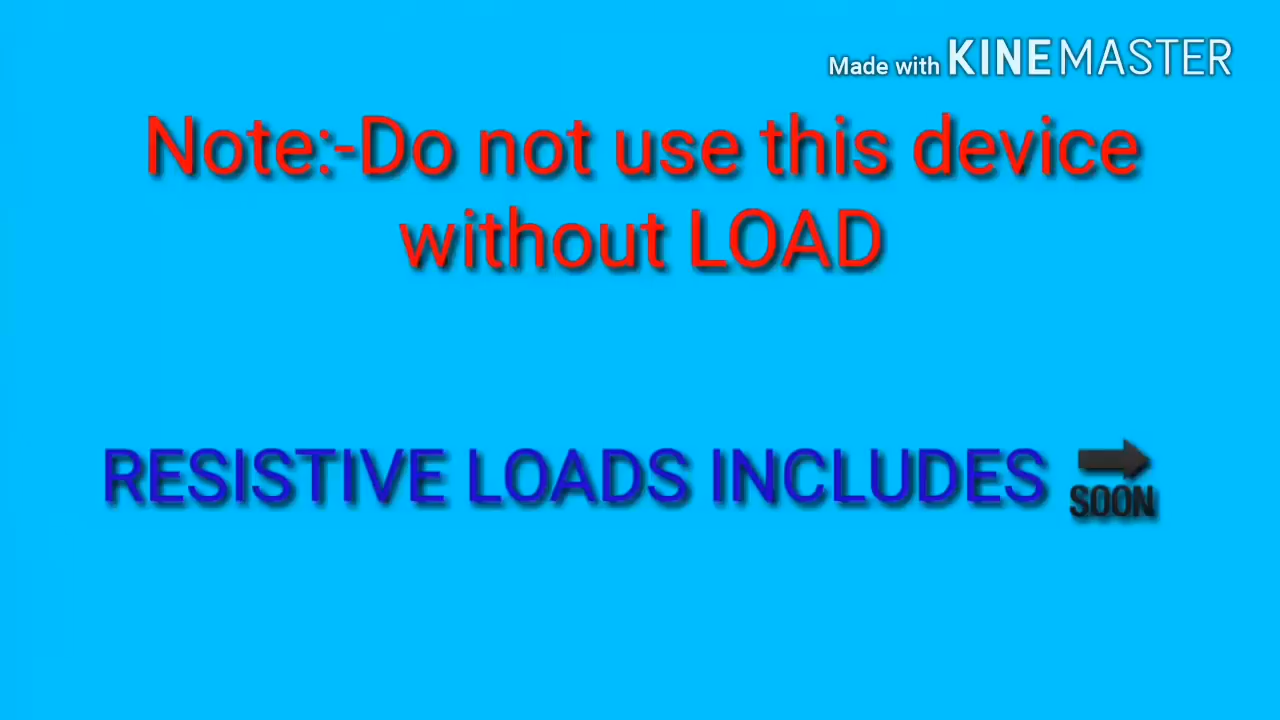 Made with KINEMASTER
Note:-Do not use this device
without LOAD
RESISTIVE LOADS INCLUDES
SOON